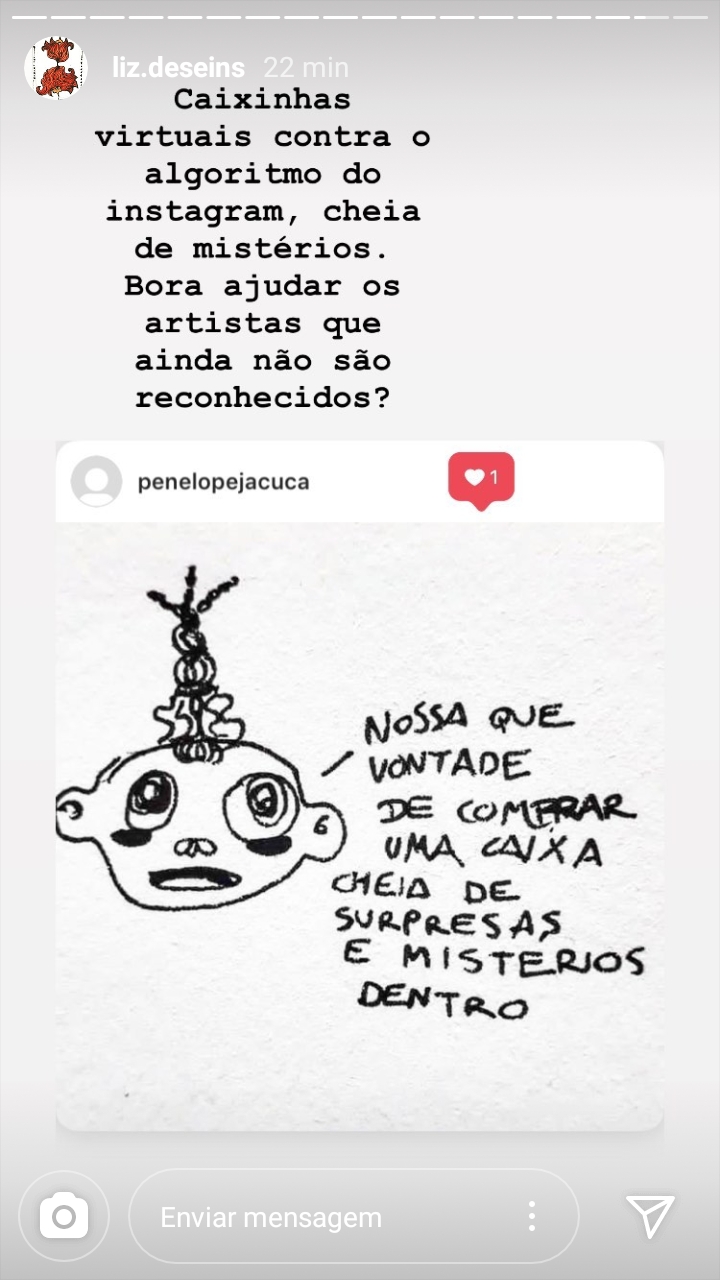 liz.deseins 22 min
Caixinhas
virtuais contra o
algoritmo do
instagram, cheia
de mistérios.
Bora ajudar os
artistas que
ainda não são
reconhecidos?
penelopejacuca
1
NOSSA QUE
VONTADE
DE COMPRAR
UMA CAIXA
CHEIA DE
SURPRESAS
E MISTERIOS
DENTRO
Enviar mensagem